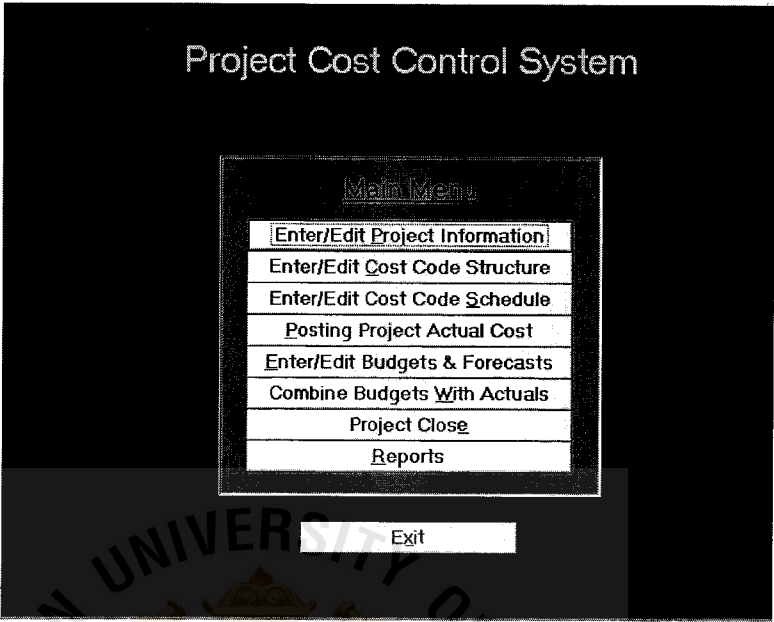 Project Cost Control System
Main Menu
Enter/Edit Project Information
Enter/Edit Cost Code Structure
Enter/Edit Cost Code Schedule
Posting Project Actual Cost
Enter/Edit Budgets & Forecasts
Combine Budgets With Actuals
Project Close
Reports
Exit
N UNIVERSITY O